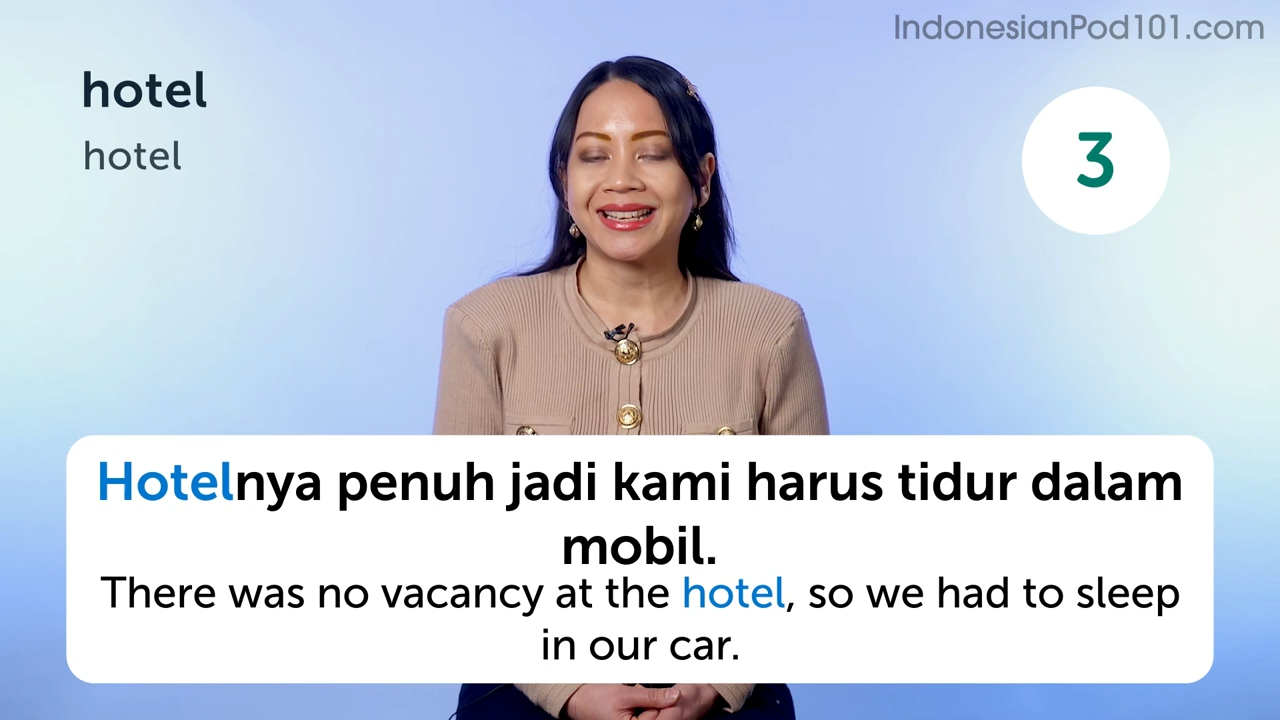 IndonesianPod101.com
hotel
hotel
3
Hotelnya penuh jadi kami harus tidur dalam
mobil.
There was no vacancy at the hotel, so we had to sleep
in our car.